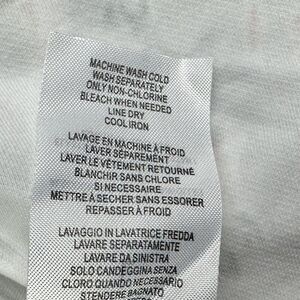 MACHINE WASH COLD
WASH SEPARATELY
ONLY NON-CHLORINE
BLEACH WHEN NEEDED
LINE DRY
COOL IRON
LAVAGE EN MACHINE À FROID
LAVER SÉPAREMENT
LAVER LE VÊTEMENT RETOURNÉ
BLANCHIR SANS CHLORE
SI NECESSAIRE
METTRE À SECHER SANS ESSORER
REPASSER À FROID
LAVAGGIO IN LAVATRICE FREDDA
LAVARE SEPARATAMENTE
LAVARE DA SINISTRA
SOLO CANDEGGINA SENZA
CLORO QUANDO NECESSARIO
STENDERE BAGNATO